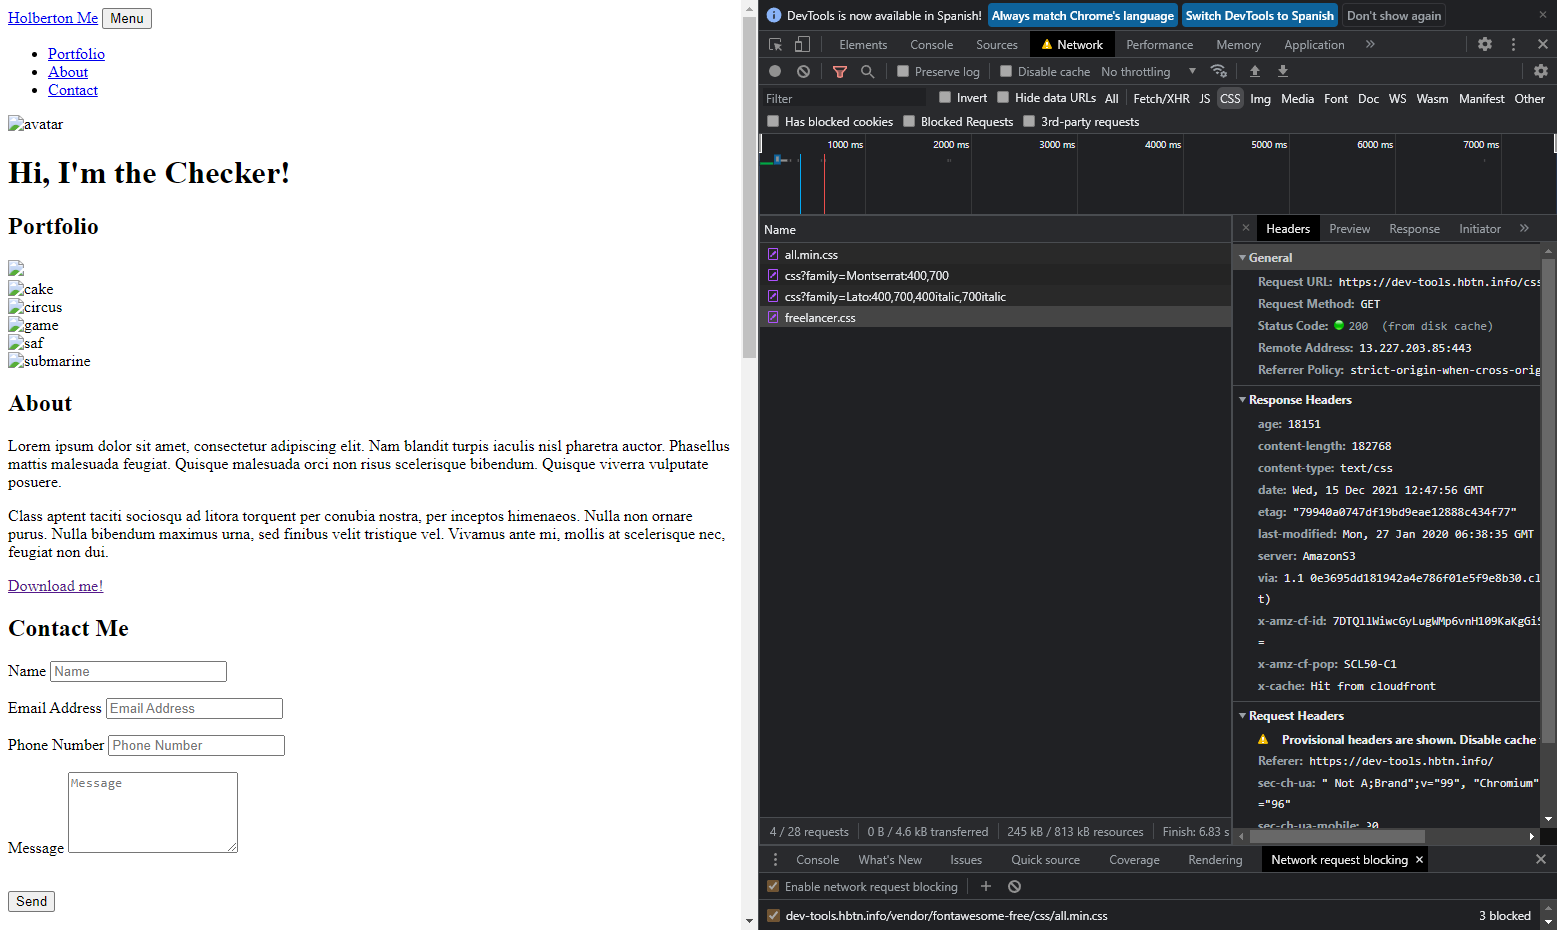 Holberton Me Menu
Portfolio
About
Contact
avatar
Hi, I'm the Checker!
Portfolio
cake
circus
game
saf
submarine
About
Lorem ipsum dolor sit amet, consectetur adipiscing elit. Nam blandit turpis iaculis nisl pharetra auctor. Phasellus
mattis malesuada feugiat. Quisque malesuada orci non risus scelerisque bibendum. Quisque viverra vulputate
posuere.
Class aptent taciti sociosqu ad litora torquent per conubia nostra, per inceptos himenaeos. Nulla non ornare
purus. Nulla bibendum maximus urna, sed finibus velit tristique vel. Vivamus ante mi, mollis at scelerisque nec,
feugiat non dui.
Download me!
Contact Me
Name Name
Email Address Email Address
Phone Number Phone Number
Message Message
Send
DevTools is now available in Spanish! Always match Chrome's language Switch DevTools to Spanish Don't show again
Elements Console Sources Network Performance Memory Application
Preserve log Disable cache No throttling
Filter Invert Hide data URLs All Fetch/XHR JS CSS Img Media Font Doc WS Wasm Manifest Other
Has blocked cookies Blocked Requests 3rd-party requests
1000 ms 2000 ms 3000 ms 4000 ms 5000 ms 6000 ms 7000 ms
Name
all.min.css
css?family=Montserrat:400,700
css?family=Lato:400,700,400italic,700italic
freelancer.css
Headers Preview Response Initiator
General
Request URL: https://dev-tools.hbtn.info/css
Request Method: GET
Status Code: 200 (from disk cache)
Remote Address: 13.227.203.85:443
Referrer Policy: strict-origin-when-cross-orig
Response Headers
age: 18151
content-length: 182768
content-type: text/css
date: Wed, 15 Dec 2021 12:47:56 GMT
etag: "79940a0747df19bd9eae12888c434f77"
last-modified: Mon, 27 Jan 2020 06:38:35 GMT
server: AmazonS3
via: 1.1 0e3695dd181942a4e786f01e5f9e8b30.cl
t)
x-amz-cf-id: 7DTQllWiwcGyLugWMp6vnH109KaKgGiS
=
x-amz-cf-pop: SCL50-C1
x-cache: Hit from cloudfront
Request Headers
Provisional headers are shown. Disable cache
Referer: https://dev-tools.hbtn.info/
sec-ch-ua: " Not A;Brand";v="99", "Chromium"
="96"
sec-ch-ua-mobile: ?0
4 / 28 requests 0 B / 4.6 kB transferred 245 kB / 813 kB resources Finish: 6.83 s
Console What's New Issues Quick source Coverage Rendering Network request blocking
Enable network request blocking
dev-tools.hbtn.info/vendor/fontawesome-free/css/all.min.css 3 blocked